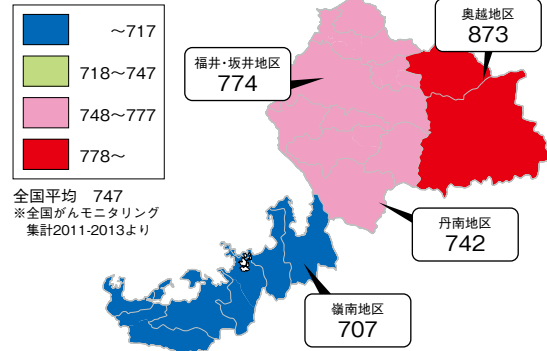 ～717
718～747
748～777
778～
全国平均　747
※全国がんモニタリング
集計2011-2013より
福井・坂井地区
774
奥越地区
873
丹南地区
742
嶺南地区
707